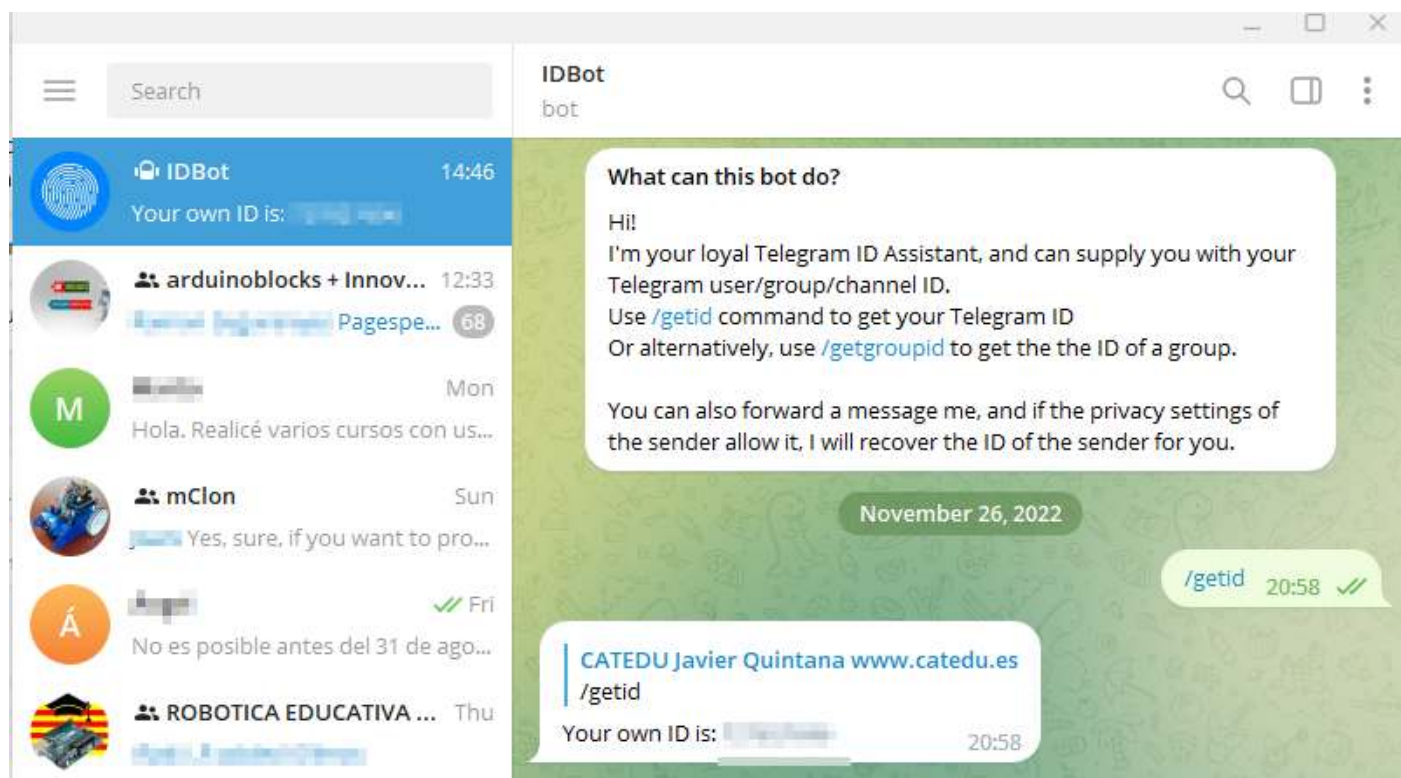 Search
IDBot
14:46
Your own ID is:
arduinoblocks + Innov...
12:33
Pagespe...
68
M
Mon
Hola. Realicé varios cursos con us...
mClon
Sun
Yes, sure, if you want to pro...
Á
Fri
No es posible antes del 31 de ago...
ROBOTICA EDUCATIVA ...
Thu
IDBot
bot
What can this bot do?
Hi!
I'm your loyal Telegram ID Assistant, and can supply you with your
Telegram user/group/channel ID.
Use /getid command to get your Telegram ID
Or alternatively, use /getgroupid to get the the ID of a group.
You can also forward a message me, and if the privacy settings of
the sender allow it, I will recover the ID of the sender for you.
November 26, 2022
/getid 20:58
CATEDU Javier Quintana www.catedu.es
/getid
Your own ID is:
20:58